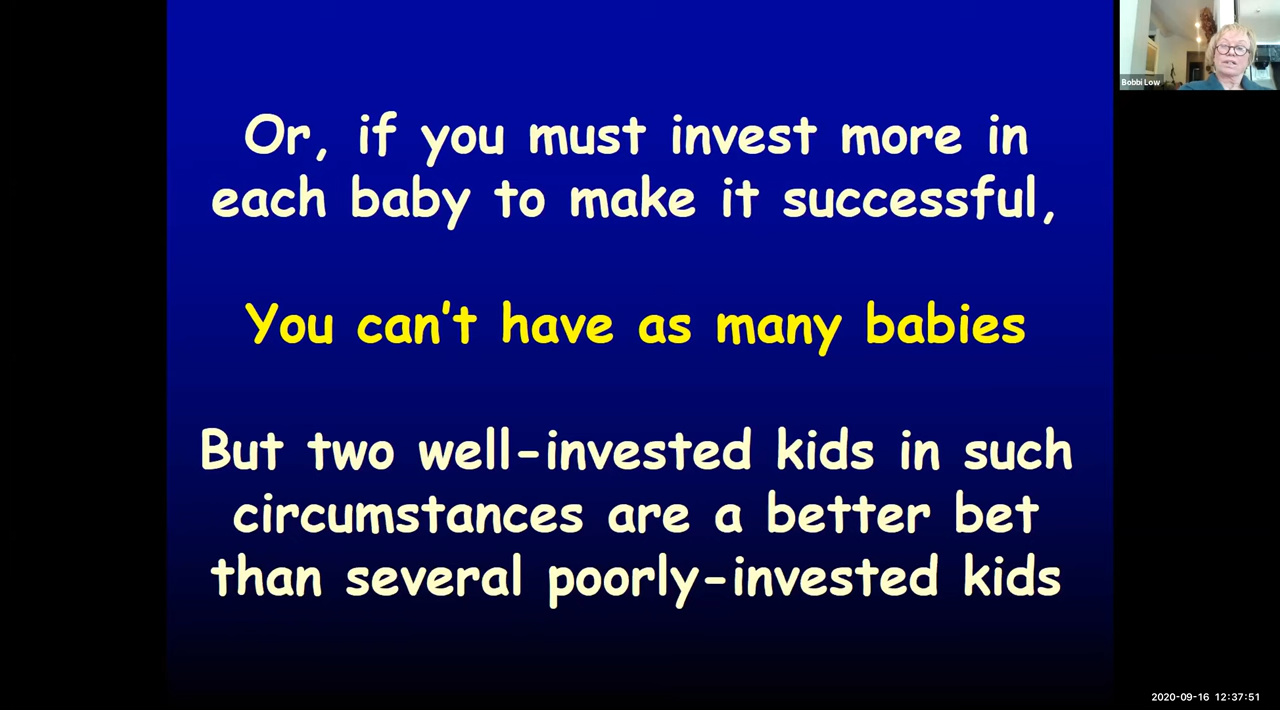 Or, if you must invest more in
each baby to make it successful,
You can't have as many babies
But two well-invested kids in such
circumstances are a better bet
than several poorly-invested kids
Bobbi Low
2020-09-16 12:37:51